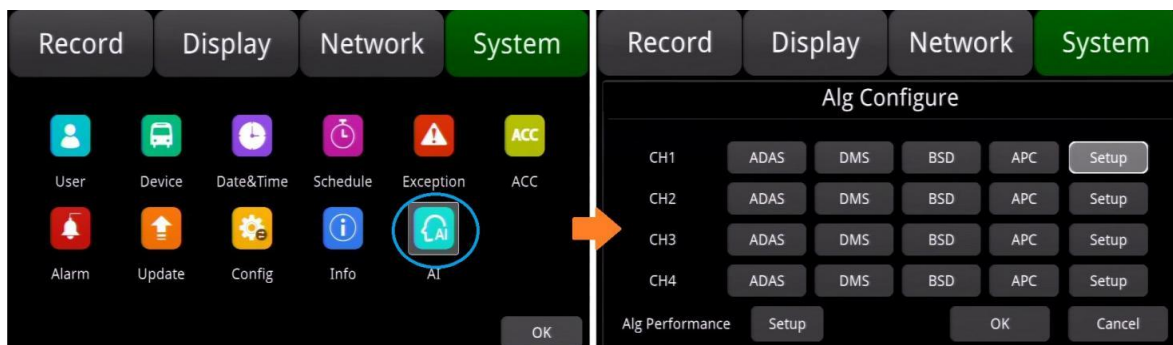 Record Display Network System
ACC
User Device Date&Time Schedule Exception ACC
AI
Alarm Update Config Info AI
OK
Record Display Network System
Alg Configure
CH1 ADAS DMS BSD APC Setup
CH2 ADAS DMS BSD APC Setup
CH3 ADAS DMS BSD APC Setup
CH4 ADAS DMS BSD APC Setup
Alg Performance Setup OK Cancel